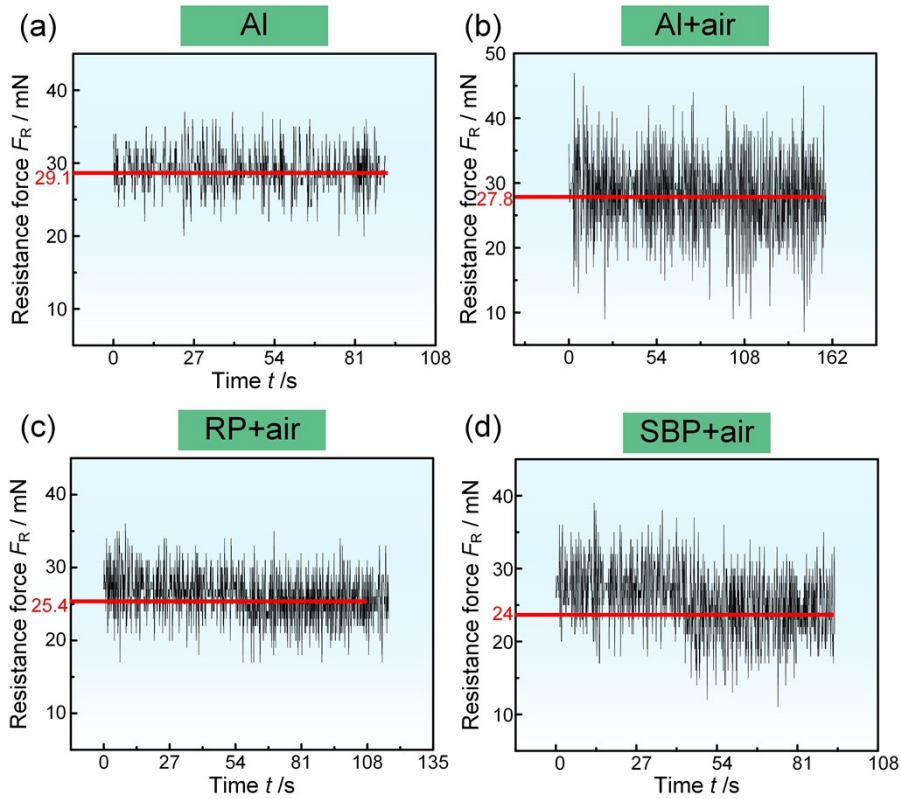 (a)
Al
Resistance force F_R / mN
40
30
29.1
20
10
0 27 54 81 108
Time t /s
(b)
Al+air
Resistance force F_R / mN
50
40
30
27.8
20
10
0 54 108 162
(c)
RP+air
Resistance force F_R / mN
40
30
25.4
20
10
0 27 54 81 108 135
Time t /s
(d)
SBP+air
Resistance force F_R / mN
40
30
24
20
10
0 27 54 81 108
Time t /s